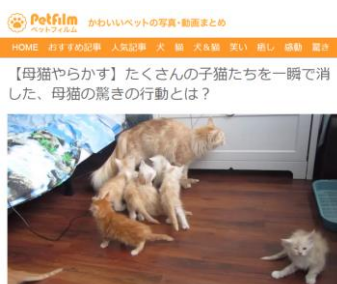 Petfilm
ペットフィルム
かわいいペットの写真・動画まとめ
HOME おすすめ記事 人気記事 犬 猫 犬&猫 笑い 癒し 感動 驚き
【母猫やらかす】たくさんの子猫たちを一瞬で消
した、母猫の驚きの行動とは？